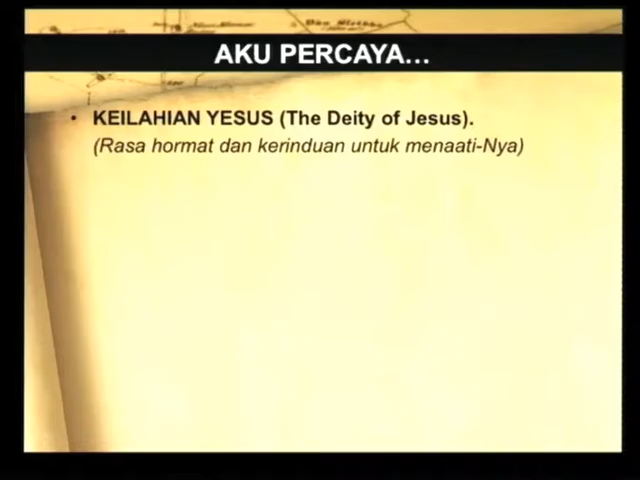 AKU PERCAYA...
• KEILAHIAN YESUS (The Deity of Jesus).
(Rasa hormat dan kerinduan untuk menaati-Nya)